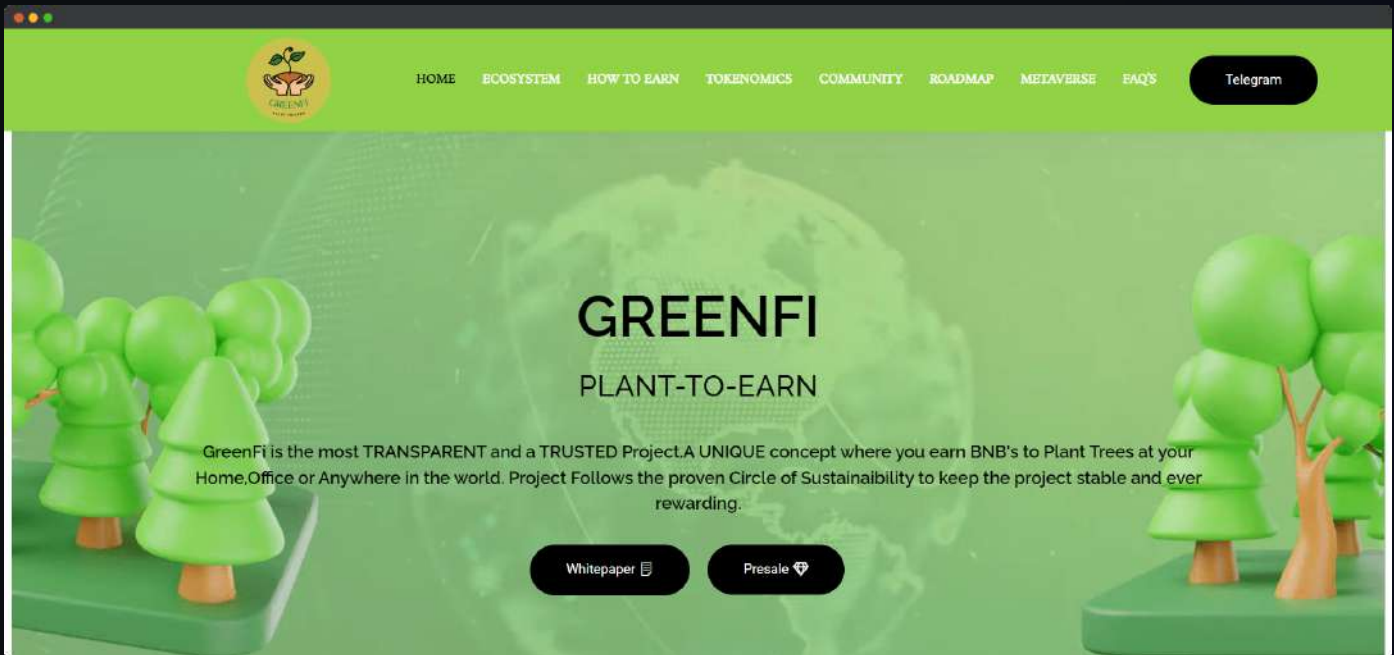 GREENFI
HOME ECOSYSTEM HOW TO EARN TOKENOMICS COMMUNITY ROADMAP METAVERSE FAQ'S Telegram
GREENFI
PLANT-TO-EARN
GreenFi is the most TRANSPARENT and a TRUSTED Project.A UNIQUE concept where you earn BNB's to Plant Trees at your
Home,Office or Anywhere in the world. Project Follows the proven Circle of Sustainaibility to keep the project stable and ever
rewarding.
Whitepaper Presale